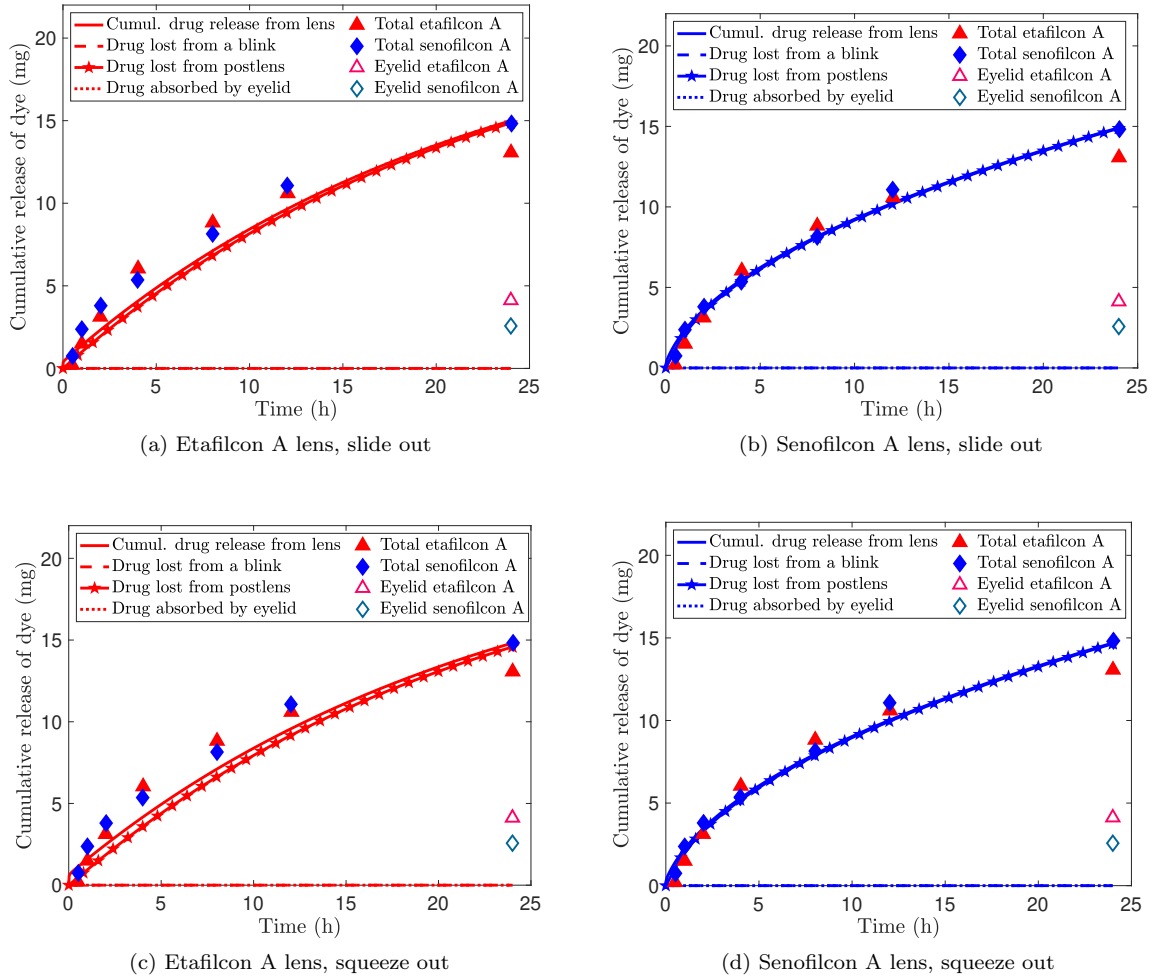 Cumulative release of dye (mg)
20
15
10
5
0
Cumul. drug release from lens
Drug lost from a blink
Drug lost from postlens
Drug absorbed by eyelid
Total etafilcon A
Total senofilcon A
Eyelid etafilcon A
Eyelid senofilcon A
0 5 10 15 20 25
Time (h)
(a) Etafilcon A lens, slide out
Cumulative release of dye (mg)
20
15
10
5
0
Cumul. drug release from lens
Drug lost from a blink
Drug lost from postlens
Drug absorbed by eyelid
Total etafilcon A
Total senofilcon A
Eyelid etafilcon A
Eyelid senofilcon A
0 5 10 15 20 25
Time (h)
(b) Senofilcon A lens, slide out
Cumulative release of dye (mg)
20
15
10
5
0
Cumul. drug release from lens
Drug lost from a blink
Drug lost from postlens
Drug absorbed by eyelid
Total etafilcon A
Total senofilcon A
Eyelid etafilcon A
Eyelid senofilcon A
0 5 10 15 20 25
Time (h)
(c) Etafilcon A lens, squeeze out
Cumulative release of dye (mg)
20
15
10
5
0
Cumul. drug release from lens
Drug lost from a blink
Drug lost from postlens
Drug absorbed by eyelid
Total etafilcon A
Total senofilcon A
Eyelid etafilcon A
Eyelid senofilcon A
0 5 10 15 20 25
Time (h)
(d) Senofilcon A lens, squeeze out